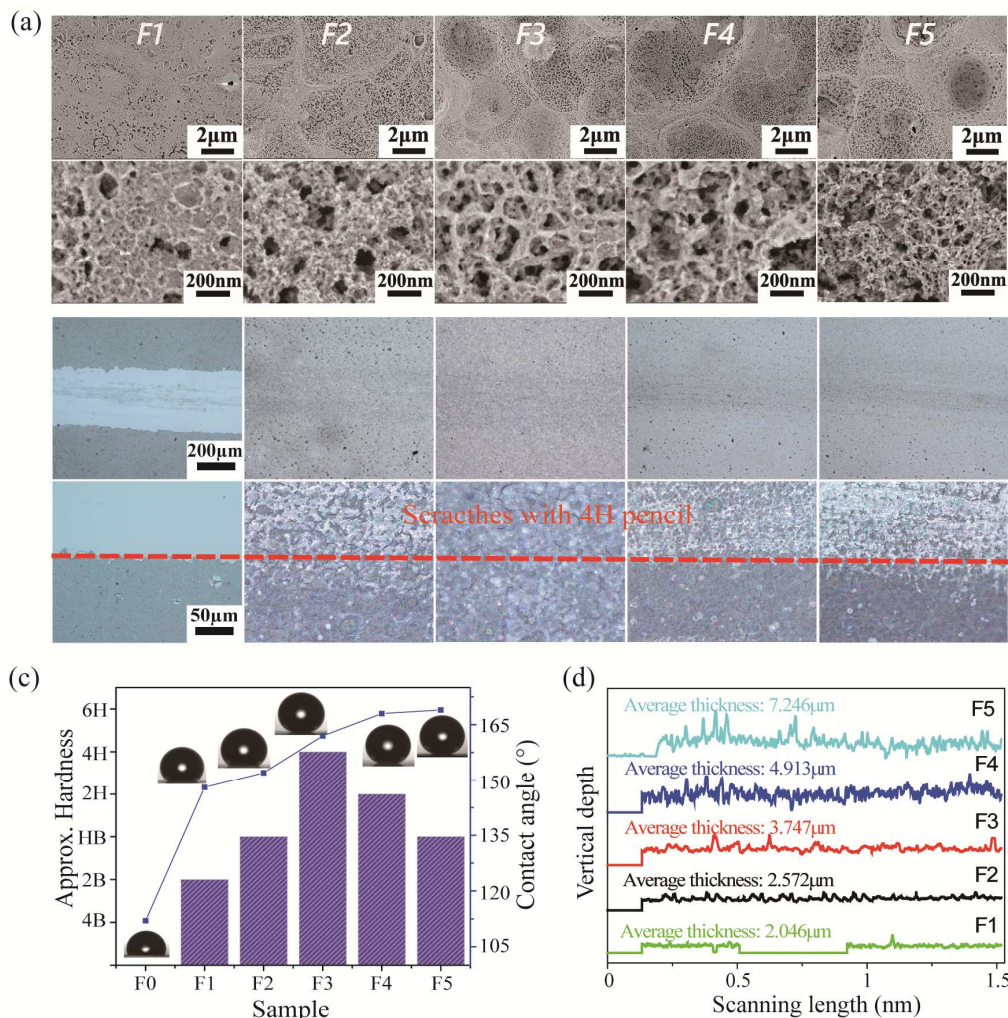 (a)
F1 F2 F3 F4 F5
2μm 2μm 2μm 2μm 2μm
200nm 200nm 200nm 200nm 200nm
200μm
Scracthes with 4H pencil
50μm
(c)
6H
4H
2H
HB
2B
4B
Approx. Hardness
165
150
135
120
105
Contact angle (°)
F0 F1 F2 F3 F4 F5
Sample
(d)
Average thickness: 7.246μm F5
Average thickness: 4.913μm F4
Average thickness: 3.747μm F3
Average thickness: 2.572μm F2
Average thickness: 2.046μm F1
Vertical depth
0 0.5 1 1.5
Scanning length (nm)